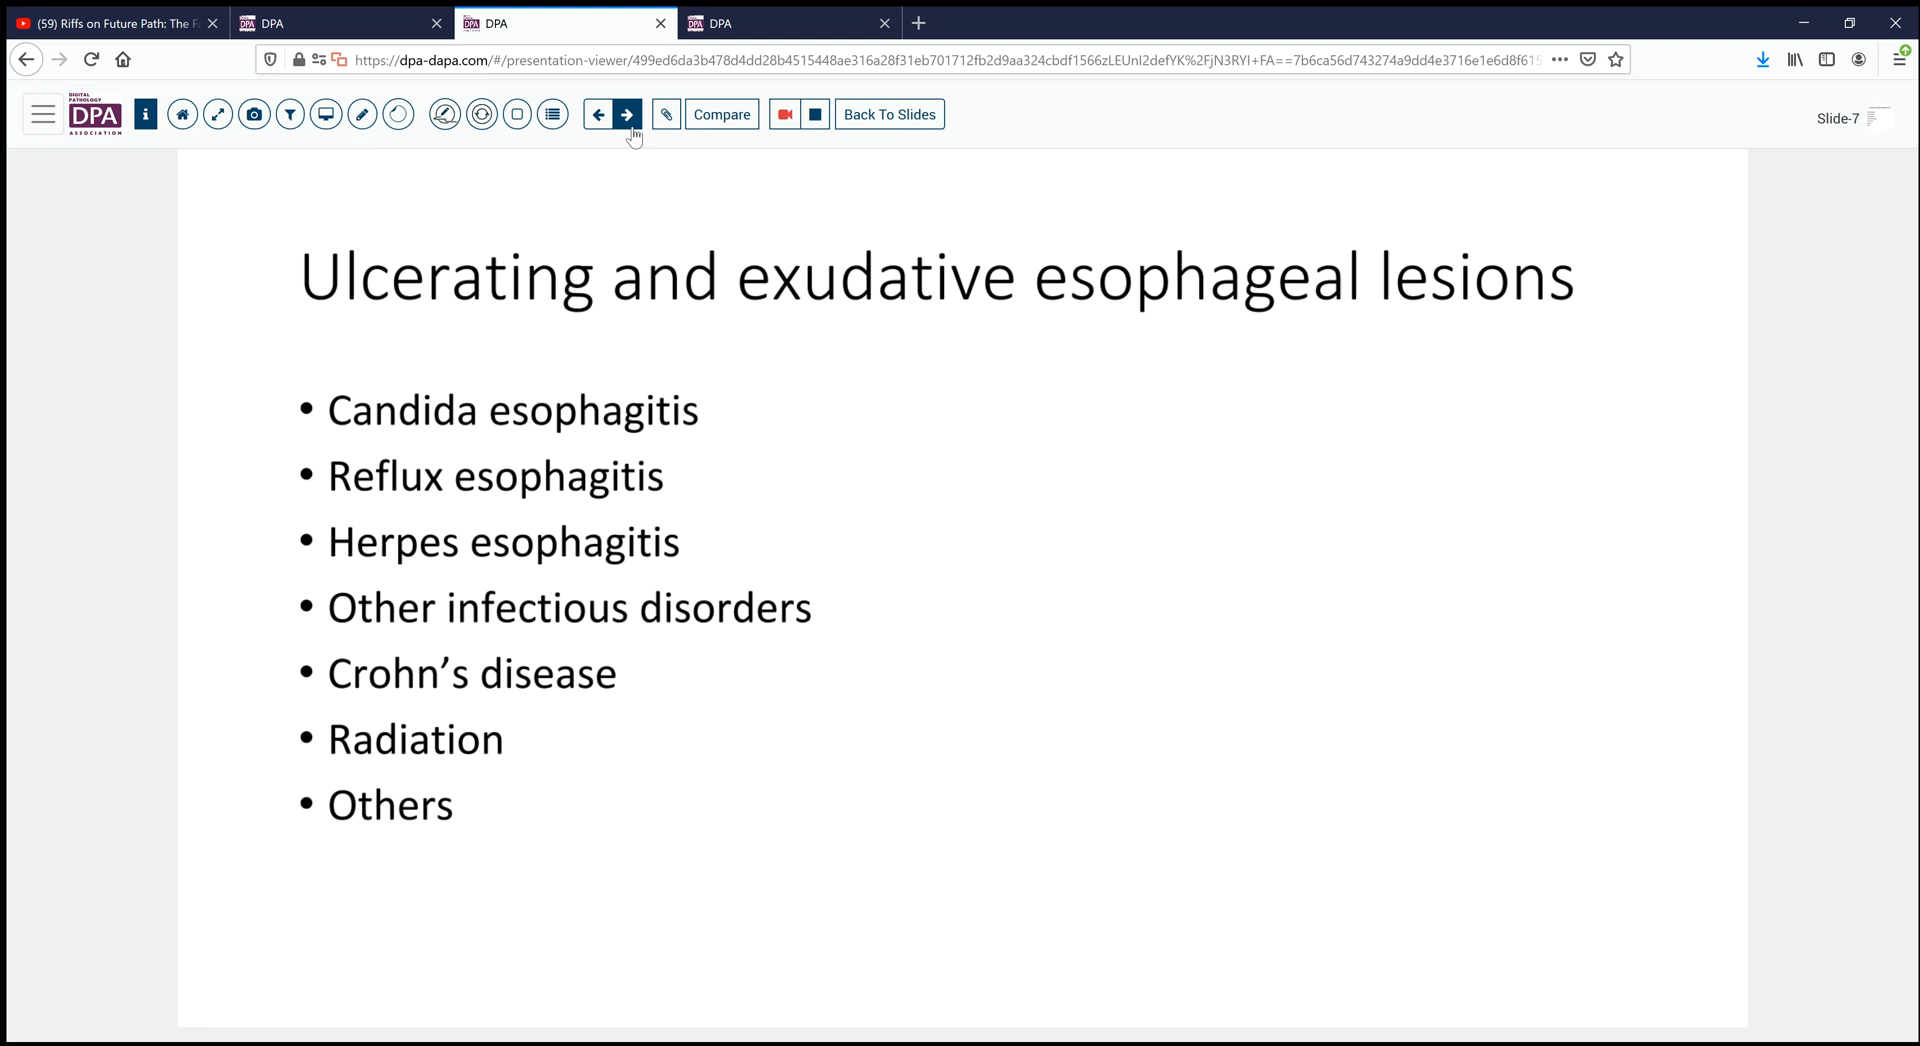 (59) Riffs on Future Path: The F
DPA
DPA
DPA
https://dpa-dapa.com/#/presentation-viewer/499ed6da3b478d4dd28b4515448ae316a28f31eb701712fb2d9aa324cbdf1566zLEUnI2defYK%2FjN3RYI+FA==7b6ca56d743274a9dd4e3716e1e6d8f615
DIGITAL
PATHOLOGY
DPA
ASSOCIATION
Compare
Back To Slides
Slide-7
Ulcerating and exudative esophageal lesions
• Candida esophagitis
• Reflux esophagitis
• Herpes esophagitis
• Other infectious disorders
• Crohn’s disease
• Radiation
• Others